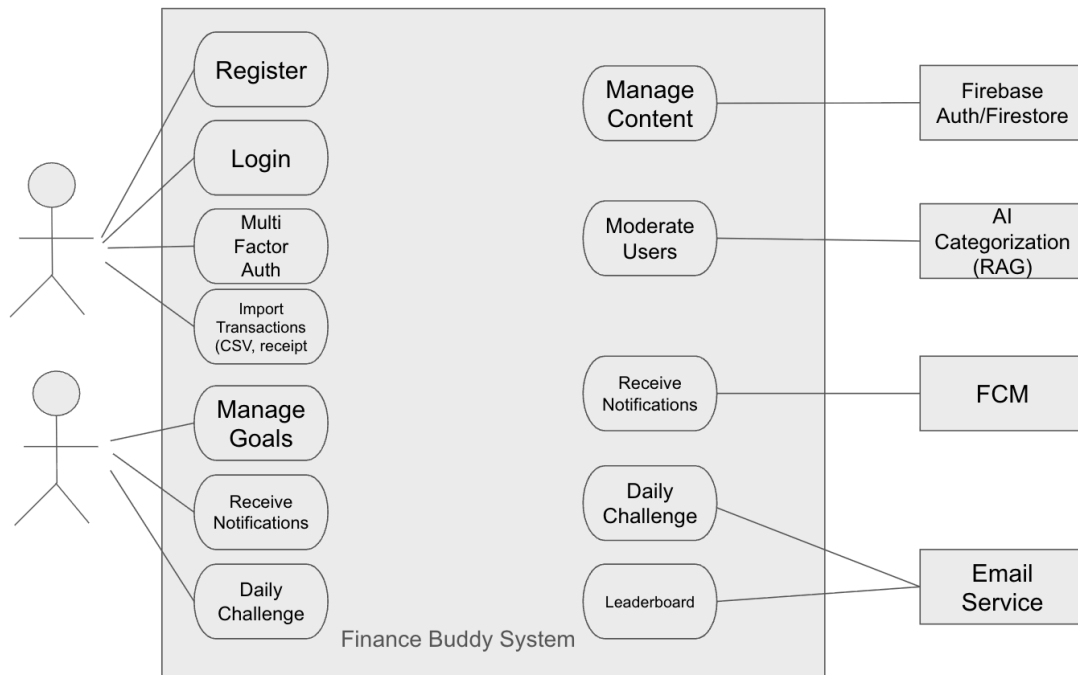 Register
Login
Multi
Factor
Auth
Import
Transactions
(CSV, receipt
Manage
Goals
Receive
Notifications
Daily
Challenge
Manage
Content
Moderate
Users
Receive
Notifications
Daily
Challenge
Leaderboard
Finance Buddy System
Firebase
Auth/Firestore
AI
Categorization
(RAG)
FCM
Email
Service